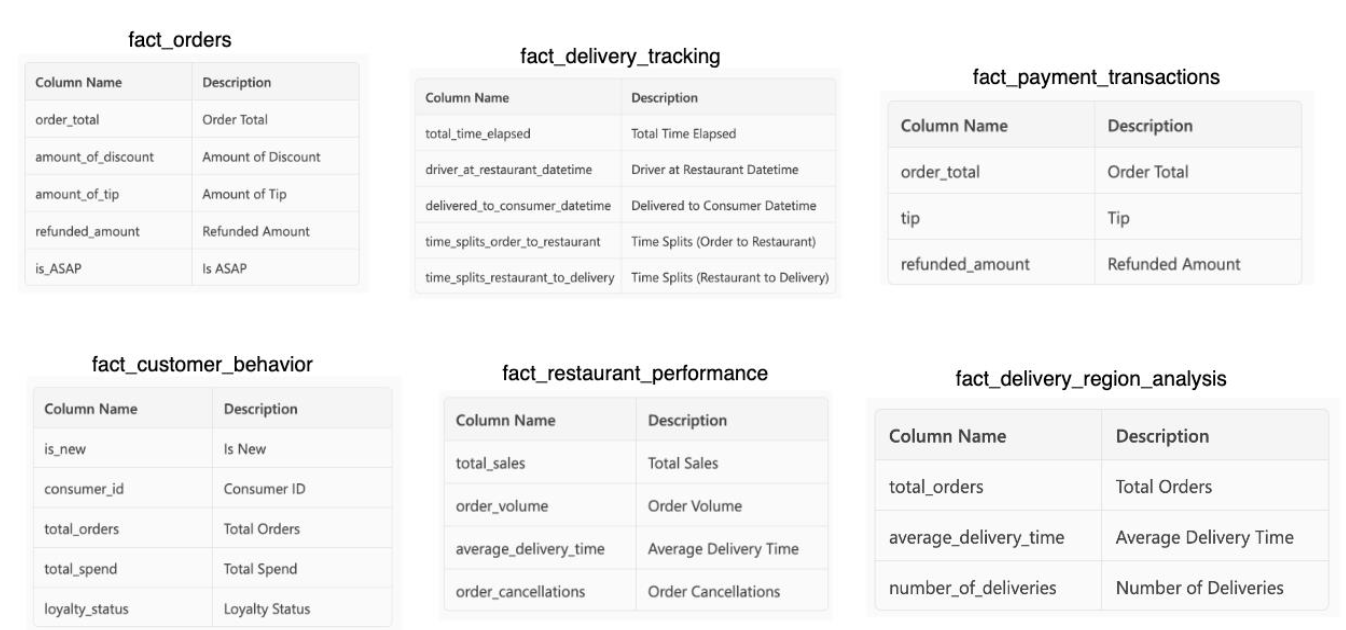 fact_orders
Column Name Description
order_total Order Total
amount_of_discount Amount of Discount
amount_of_tip Amount of Tip
refunded_amount Refunded Amount
is_ASAP Is ASAP
fact_delivery_tracking
Column Name Description
total_time_elapsed Total Time Elapsed
driver_at_restaurant_datetime Driver at Restaurant Datetime
delivered_to_consumer_datetime Delivered to Consumer Datetime
time_splits_order_to_restaurant Time Splits (Order to Restaurant)
time_splits_restaurant_to_delivery Time Splits (Restaurant to Delivery)
fact_payment_transactions
Column Name Description
order_total Order Total
tip Tip
refunded_amount Refunded Amount
fact_customer_behavior
Column Name Description
is_new Is New
consumer_id Consumer ID
total_orders Total Orders
total_spend Total Spend
loyalty_status Loyalty Status
fact_restaurant_performance
Column Name Description
total_sales Total Sales
order_volume Order Volume
average_delivery_time Average Delivery Time
order_cancellations Order Cancellations
fact_delivery_region_analysis
Column Name Description
total_orders Total Orders
average_delivery_time Average Delivery Time
number_of_deliveries Number of Deliveries